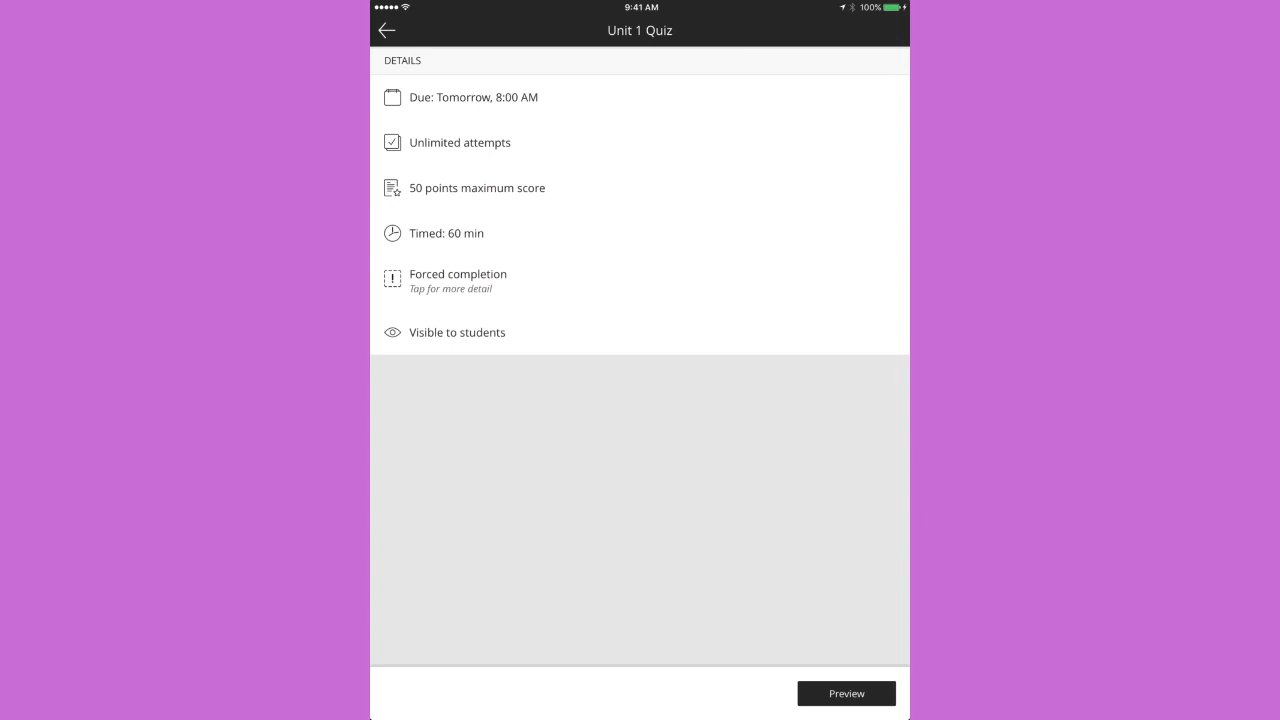 9:41 AM
100%
Unit 1 Quiz
DETAILS
Due: Tomorrow, 8:00 AM
Unlimited attempts
50 points maximum score
Timed: 60 min
Forced completion
Tap for more detail
Visible to students
Preview